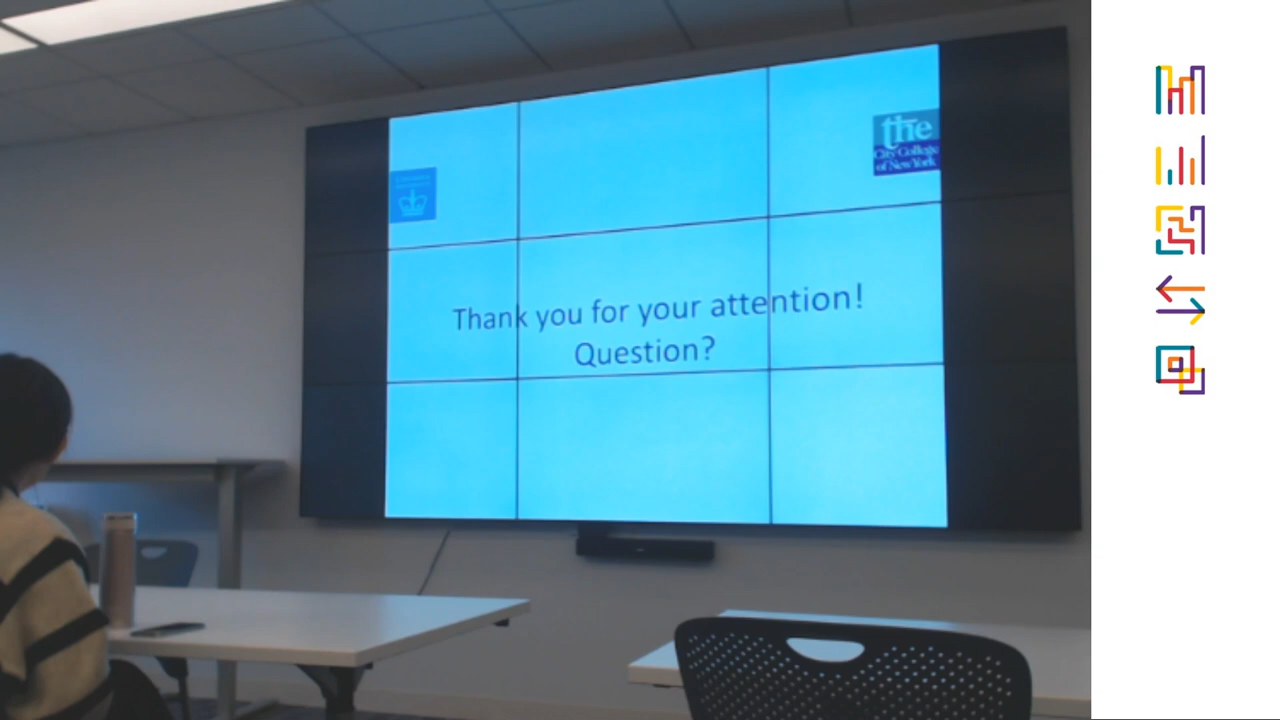 the
City College
of New York
Thank you for your attention!
Question?